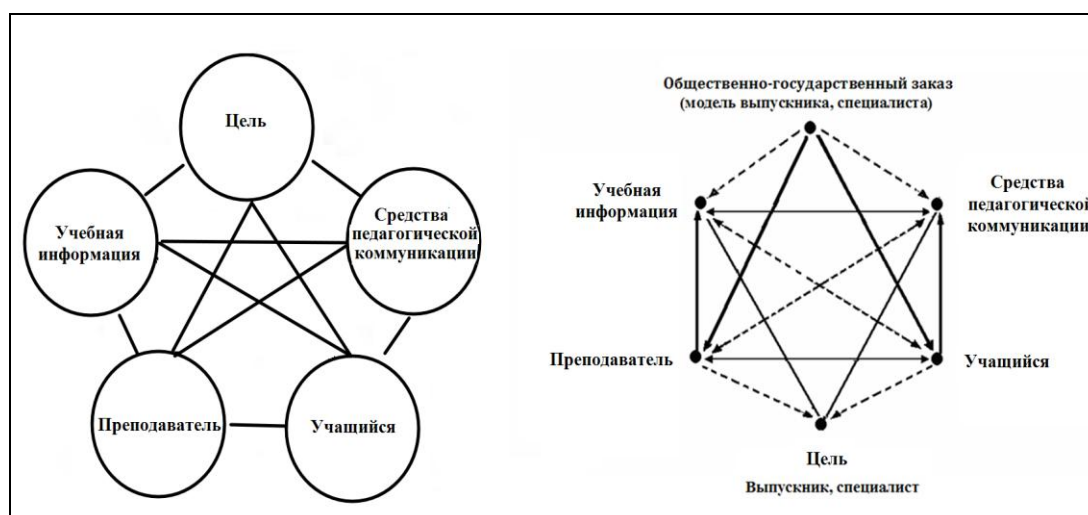 Цель
Учебная
информация
Средства
педагогической
коммуникации
Преподаватель
Учащийся
Общественно-государственный заказ
(модель выпускника, специалиста)
Учебная
информация
Средства
педагогической
коммуникации
Преподаватель
Учащийся
Цель
Выпускник, специалист